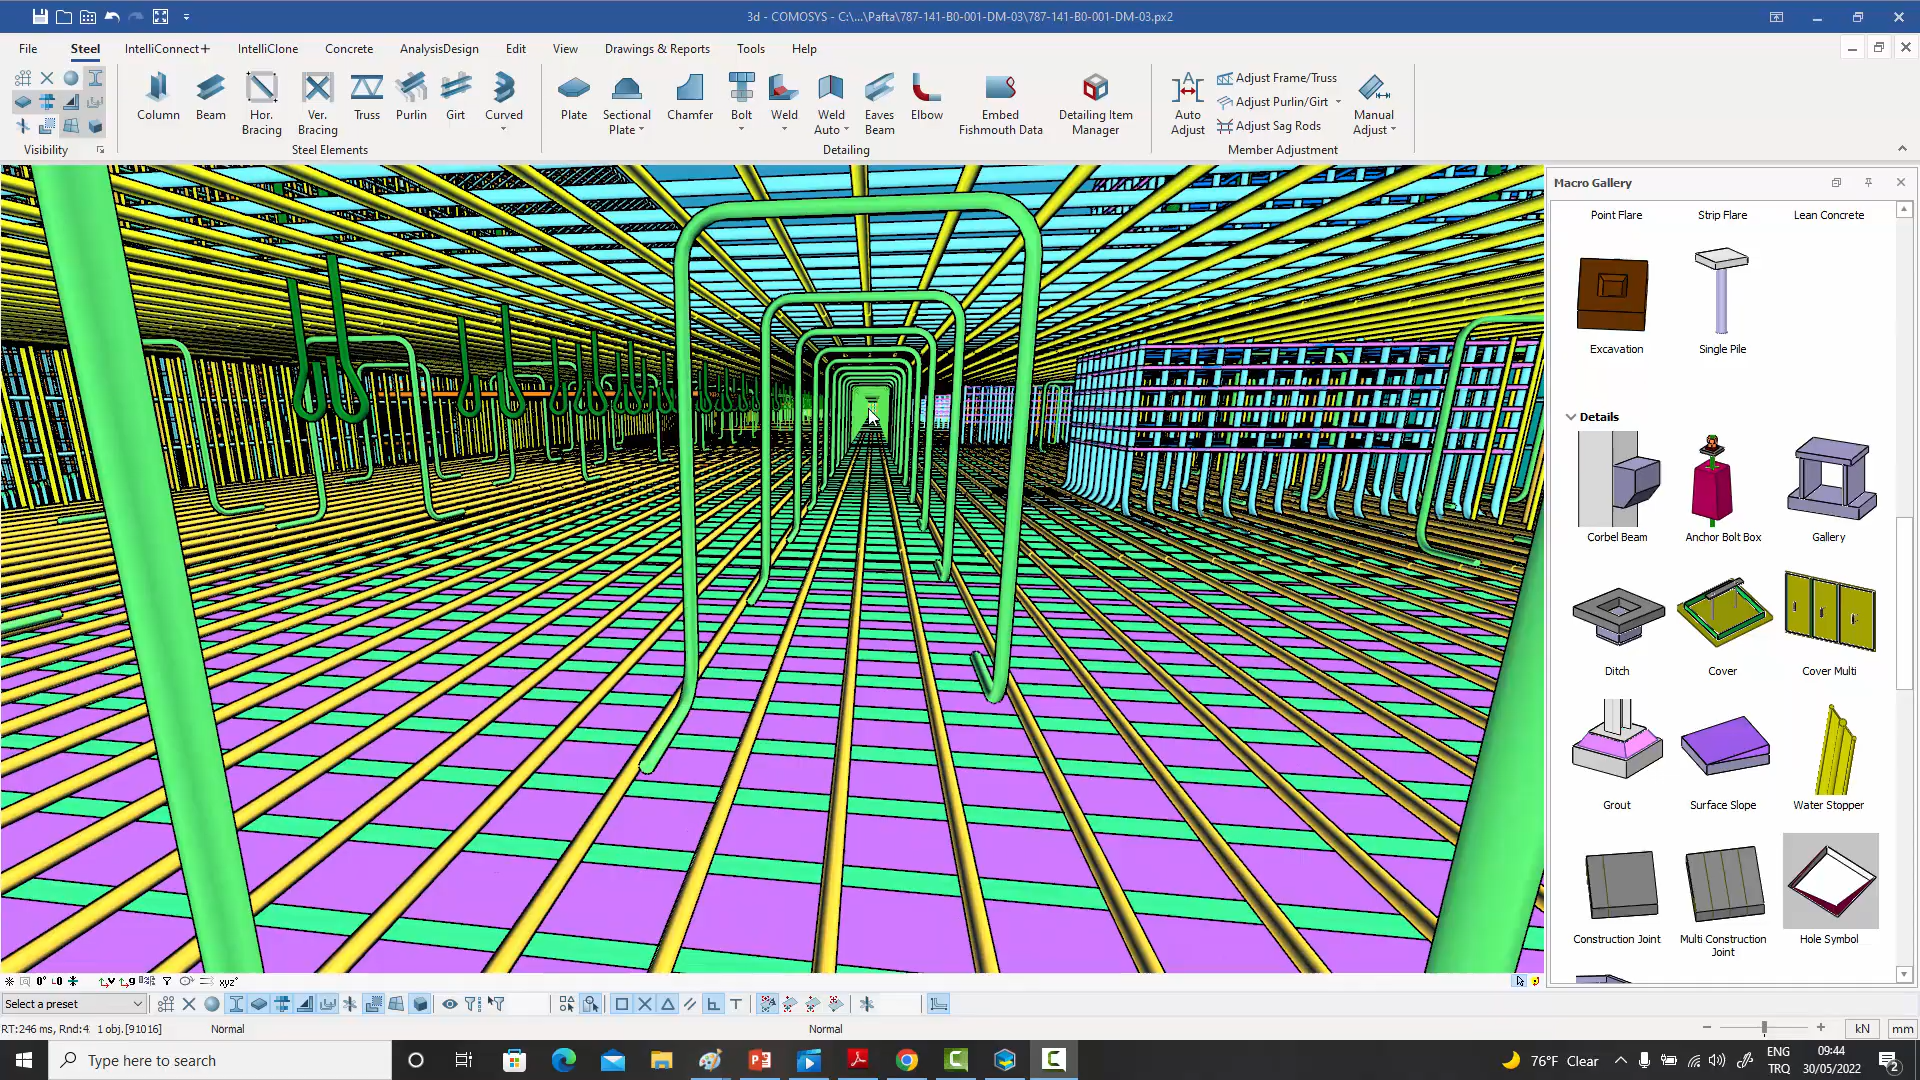 3d - COMOSYS - C:\...\Pafta\787-141-B0-001-DM-03\787-141-B0-001-DM-03.px2
File Steel IntelliConnect+ IntelliClone Concrete AnalysisDesign Edit View Drawings & Reports Tools Help
Column Beam Hor. Bracing Ver. Bracing Truss Purlin Girt Curved
Plate Sectional Plate Chamfer Bolt Weld Weld Auto Eaves Beam Elbow Embed Fishmouth Data Detailing Item Manager
Auto Adjust
Adjust Frame/Truss
Adjust Purlin/Girt
Adjust Sag Rods
Manual Adjust
Visibility Steel Elements Detailing Member Adjustment
Macro Gallery
Point Flare Strip Flare Lean Concrete
Excavation Single Pile
Details
Corbel Beam Anchor Bolt Box Gallery
Ditch Cover Cover Multi
Grout Surface Slope Water Stopper
Construction Joint Multi Construction Joint Hole Symbol
xyz°
Select a preset
RT:246 ms, Rnd:4 1 obj.[91016] Normal Normal kN mm
Type here to search
76°F Clear
ENG
TRQ
09:44
30/05/2022
2